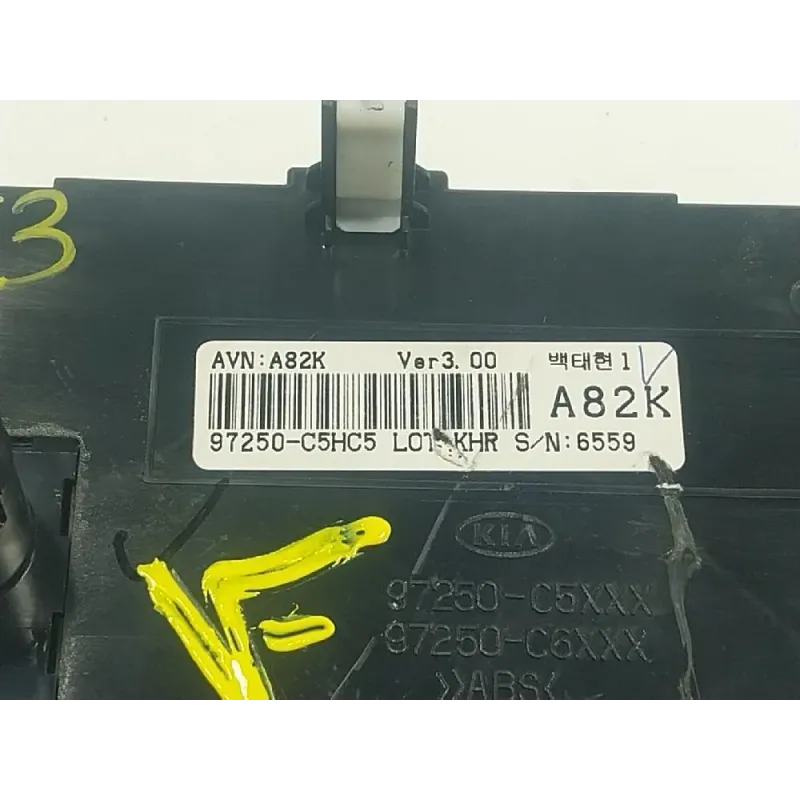 3
AVN:A82K Ver3.00 백태현 1
A82K
97250-C5HC5 LOT:KHR S/N:6559
KIA
97250-C5XXX
97250-C6XXX
>>ABS<